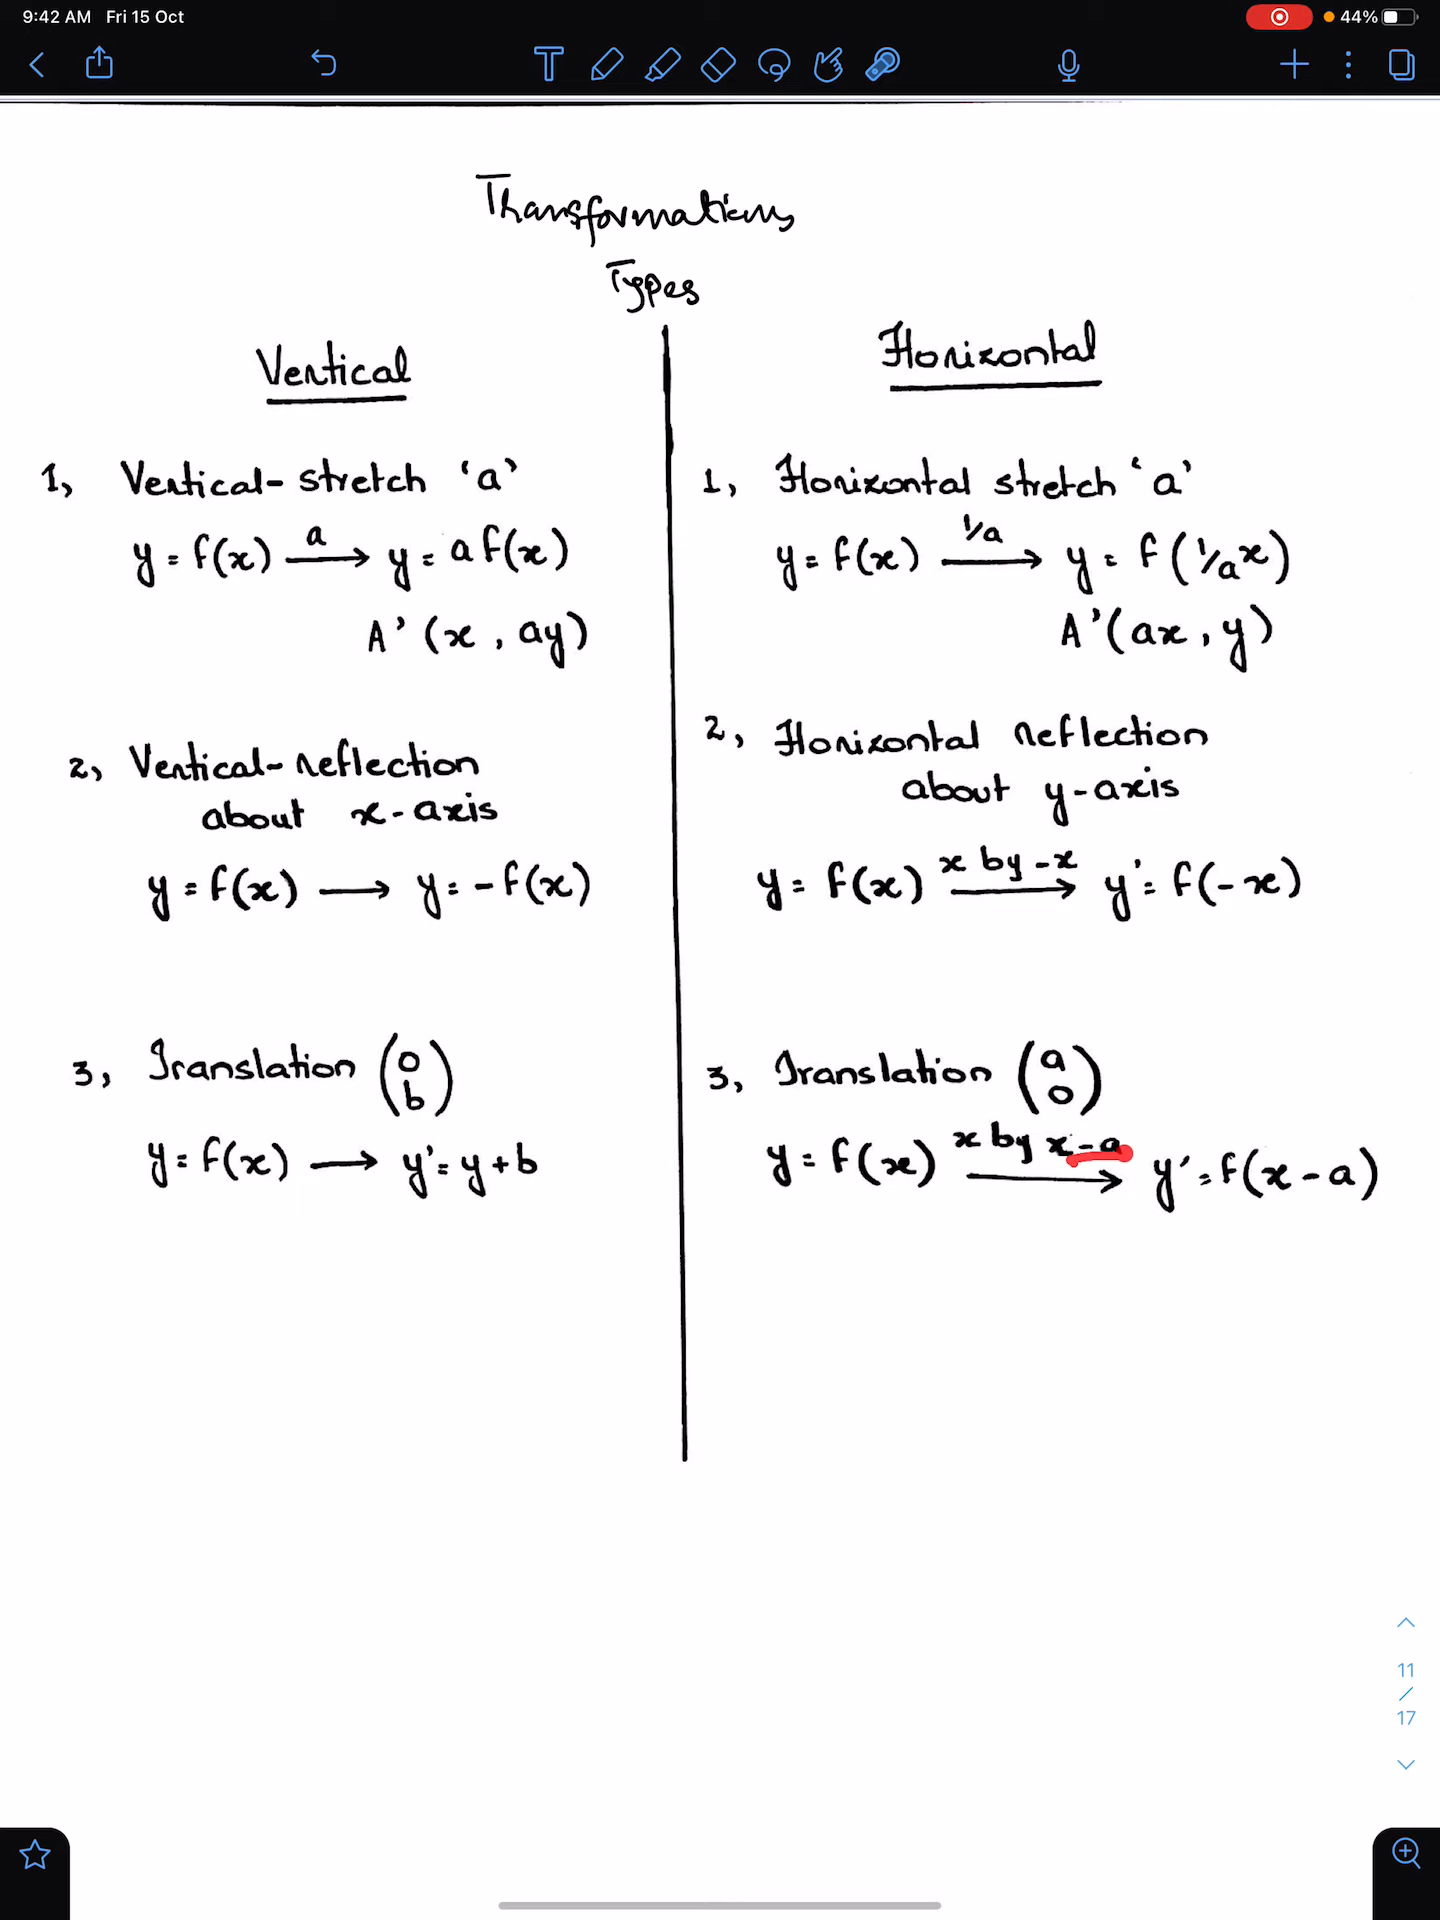 9:42 AM Fri 15 Oct
44%
Transformations
Types
Vertical
1, Vertical-stretch 'a'
y = f(x) a→ y = a f(x)
A' (x, ay)
2, Vertical-reflection
about x-axis
y = f(x) → y = -f(x)
3, Translation (0 b)
y = f(x) → y' = y + b
Horizontal
1, Horizontal stretch 'a'
y = f(x) 1/a→ y = f(1/a x)
A' (ax, y)
2, Horizontal reflection
about y-axis
y = f(x) x by -x→ y' = f(-x)
3, Translation (a 0)
y = f(x) x by x-a→ y' = f(x-a)
11
/
17